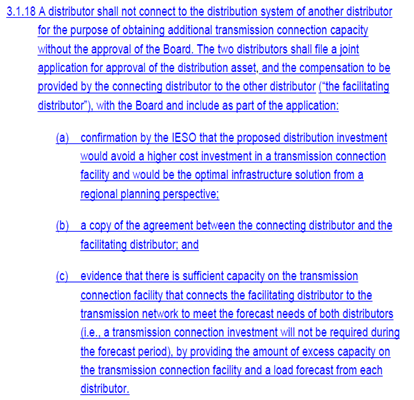 3.1.18 A distributor shall not connect to the distribution system of another distributor
for the purpose of obtaining additional transmission connection capacity
without the approval of the Board. The two distributors shall file a joint
application for approval of the distribution asset, and the compensation to be
provided by the connecting distributor to the other distributor (“the facilitating
distributor”), with the Board and include as part of the application:
(a) confirmation by the IESO that the proposed distribution investment
would avoid a higher cost investment in a transmission connection
facility and would be the optimal infrastructure solution from a
regional planning perspective;
(b) a copy of the agreement between the connecting distributor and the
facilitating distributor; and
(c) evidence that there is sufficient capacity on the transmission
connection facility that connects the facilitating distributor to the
transmission network to meet the forecast needs of both distributors
(i.e., a transmission connection investment will not be required during
the forecast period), by providing the amount of excess capacity on
the transmission connection facility and a load forecast from each
distributor.